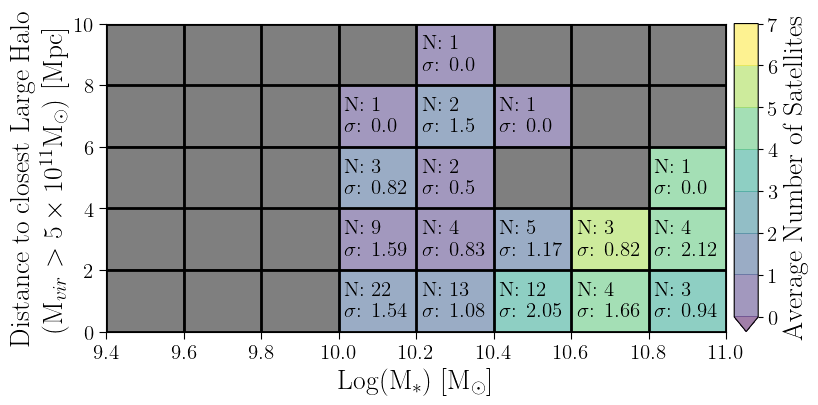 Distance to closest Large Halo
(M_vir > 5 × 10^11 M_⊙) [Mpc]
10
8
6
4
2
0
N: 1
σ: 0.0
N: 1
σ: 0.0
N: 2
σ: 1.5
N: 1
σ: 0.0
N: 3
σ: 0.82
N: 2
σ: 0.5
N: 1
σ: 0.0
N: 9
σ: 1.59
N: 4
σ: 0.83
N: 5
σ: 1.17
N: 3
σ: 0.82
N: 4
σ: 2.12
N: 22
σ: 1.54
N: 13
σ: 1.08
N: 12
σ: 2.05
N: 4
σ: 1.66
N: 3
σ: 0.94
9.4 9.6 9.8 10.0 10.2 10.4 10.6 10.8 11.0
Log(M_*) [M_⊙]
7
6
5
4
3
2
1
0
Average Number of Satellites